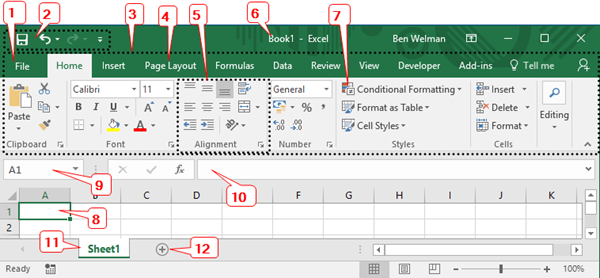 1 2 3 4 5 6 7
Book1 - Excel Ben Welman
File Home Insert Page Layout Formulas Data Review View Developer Add-ins Tell me
Paste Calibri 11 General Conditional Formatting Insert
B I U A A % , Format as Table Delete Editing
A Cell Styles Format
Clipboard Font Alignment Number Styles Cells
A1 fx
9 10
A B C D E F G H I J K
1 8
2
11 Sheet1 12
Ready 100%